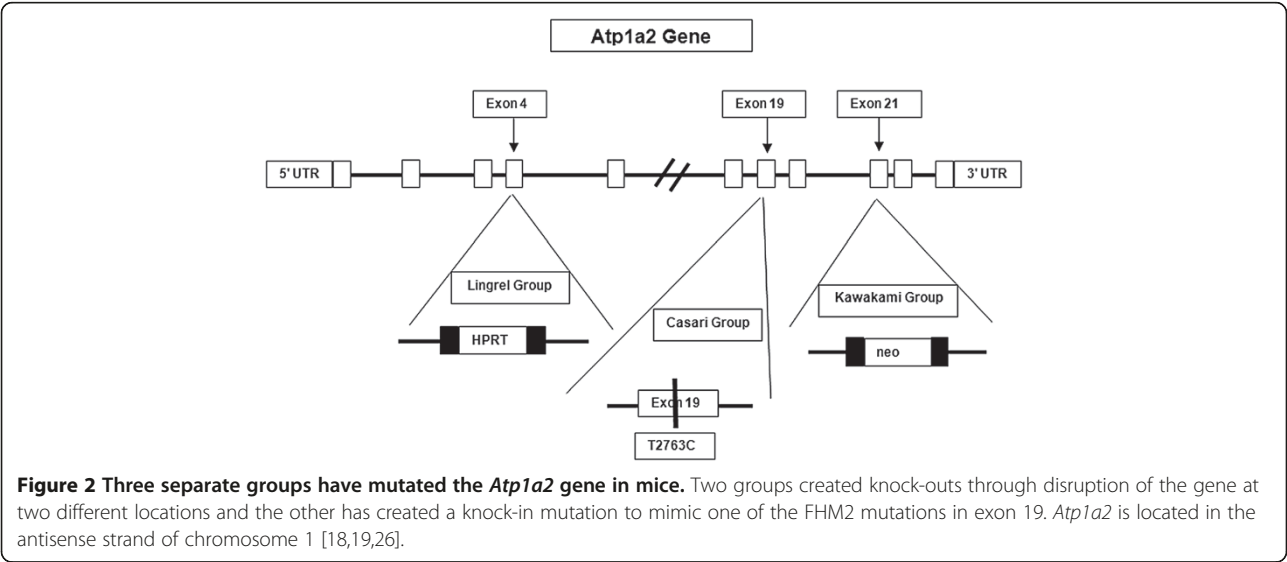 Atp1a2 Gene
Exon 4
Exon 19
Exon 21
5' UTR
3' UTR
Lingrel Group
Kawakami Group
Casari Group
HPRT
neo
Exon 19
T2763C
Figure 2 Three separate groups have mutated the Atp1a2 gene in mice. Two groups created knock-outs through disruption of the gene at
two different locations and the other has created a knock-in mutation to mimic one of the FHM2 mutations in exon 19. Atp1a2 is located in the
antisense strand of chromosome 1 [18,19,26].